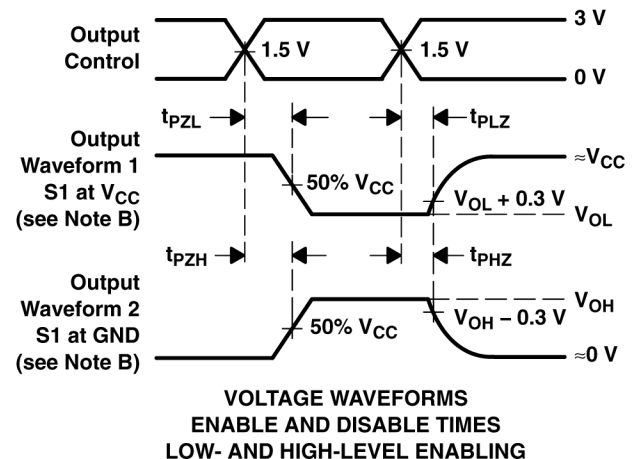 3 V
Output
Control
1.5 V
1.5 V
0 V
tPZL
tPLZ
Output
Waveform 1
S1 at VCC
(see Note B)
≈VCC
50% VCC
VOL + 0.3 V
VOL
tPZH
tPHZ
Output
Waveform 2
S1 at GND
(see Note B)
VOH
50% VCC
VOH − 0.3 V
≈0 V
VOLTAGE WAVEFORMS
ENABLE AND DISABLE TIMES
LOW- AND HIGH-LEVEL ENABLING